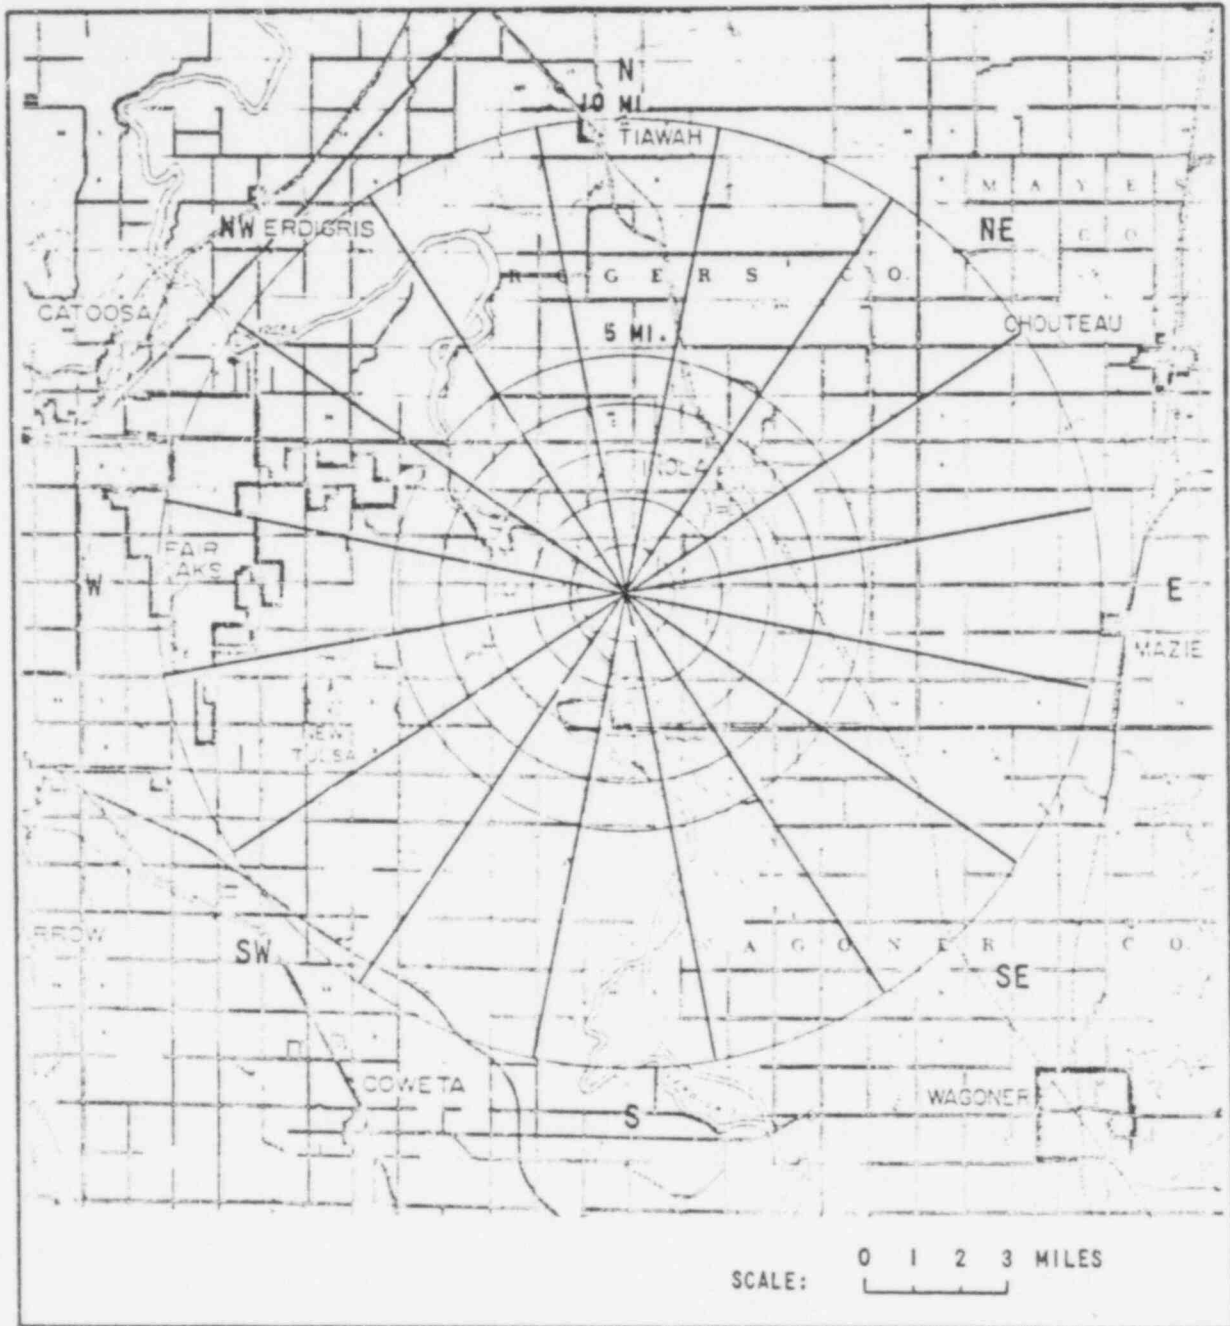 N
10 MI.
TIAWAH
M A Y E S
C O.
NW ERDIGRIS
NE
R O G E R S C O.
CATOOSA
5 MI.
CHOUTEAU
FAIR
OAKS
W
E
MAZIE
NEW
TULSA
RROW
SW
W A G O N E R C O.
SE
COWETA
WAGONER
S
0 1 2 3 MILES
SCALE: